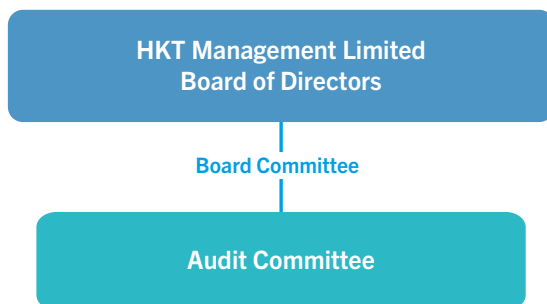 HKT Management Limited
Board of Directors
Board Committee
Audit Committee